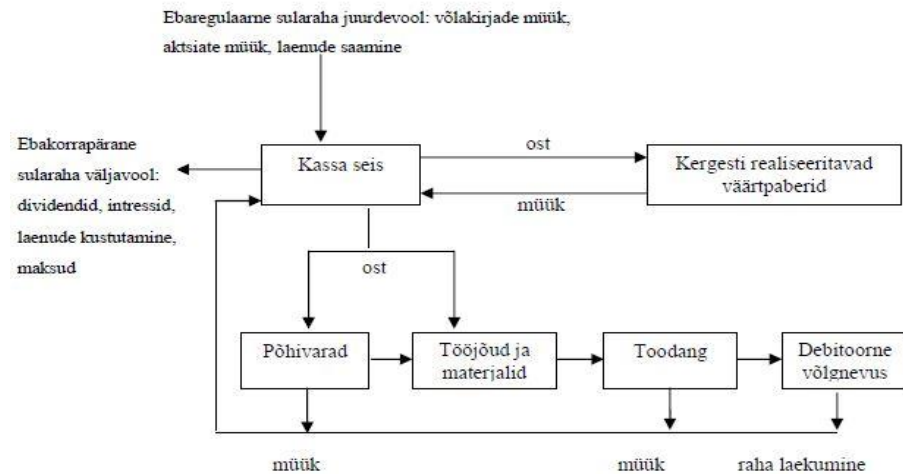 Ebaregulaarne sularaha juurdevool: võlakirjade müük,
aktsiate müük, laenude saamine
Ebakorrapärane
sularaha väljavool:
dividendid, intressid,
laenude kustutamine,
maksud
Kassa seis
ost
Kergesti realiseeritavad
väärtpaberid
müük
ost
Põhivarad
Tööjõud ja
materjalid
Toodang
Debitoorne
võlgnevus
müük
müük
raha laekumine